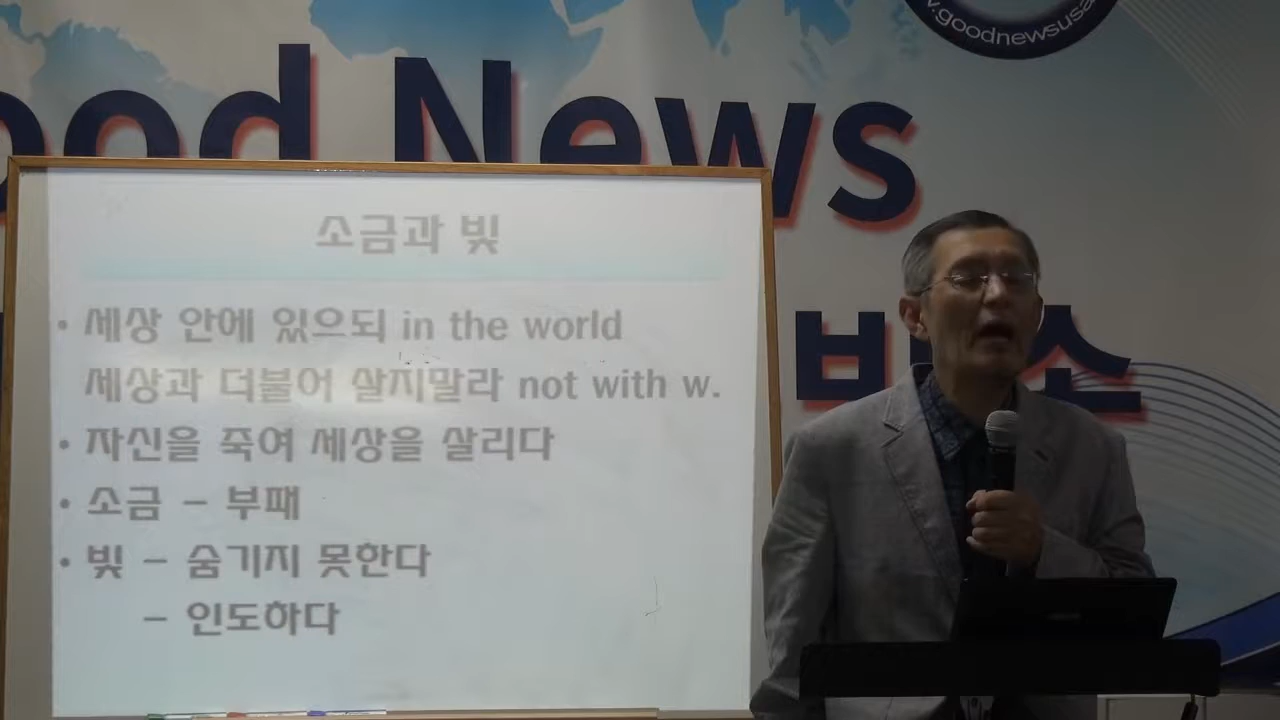 w.goodnewsusa
ood News
소금과 빛
• 세상 안에 있으되 in the world
세상과 더불어 살지말라 not with w.
• 자신을 죽여 세상을 살리다
• 소금 – 부패
• 빛 – 숨기지 못한다
– 인도하다